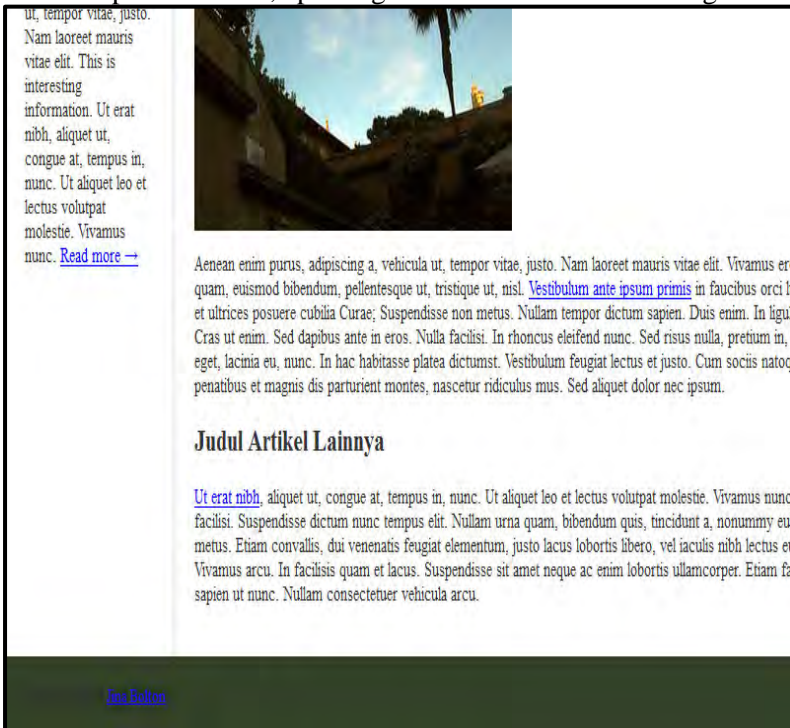 ut, tempor vitae, justo.
Nam laoreet mauris
vitae elit. This is
interesting
information. Ut erat
nibh, aliquet ut,
congue at, tempus in,
nunc. Ut aliquet leo et
lectus volutpat
molestie. Vivamus
nunc. Read more →
Aenean enim purus, adipiscing a, vehicula ut, tempor vitae, justo. Nam laoreet mauris vitae elit. Vivamus er
quam, euismod bibendum, pellentesque ut, tristique ut, nisl. Vestibulum ante ipsum primis in faucibus orci l
et ultrices posuere cubilia Curae; Suspendisse non metus. Nullam tempor dictum sapien. Duis enim. In ligul
Cras ut enim. Sed dapibus ante in eros. Nulla facilisi. In rhoncus eleifend nunc. Sed risus nulla, pretium in,
eget, lacinia eu, nunc. In hac habitasse platea dictumst. Vestibulum feugiat lectus et justo. Cum sociis natoq
penatibus et magnis dis parturient montes, nascetur ridiculus mus. Sed aliquet dolor nec ipsum.
Judul Artikel Lainnya
Ut erat nibh, aliquet ut, congue at, tempus in, nunc. Ut aliquet leo et lectus volutpat molestie. Vivamus nunc
facilisi. Suspendisse dictum nunc tempus elit. Nullam urna quam, bibendum quis, tincidunt a, nonummy eu
metus. Etiam convallis, dui venenatis feugiat elementum, justo lacus lobortis libero, vel iaculis nibh lectus eu
Vivamus arcu. In facilisis quam et lacus. Suspendisse sit amet neque ac enim lobortis ullamcorper. Etiam fa
sapien ut nunc. Nullam consectetuer vehicula arcu.